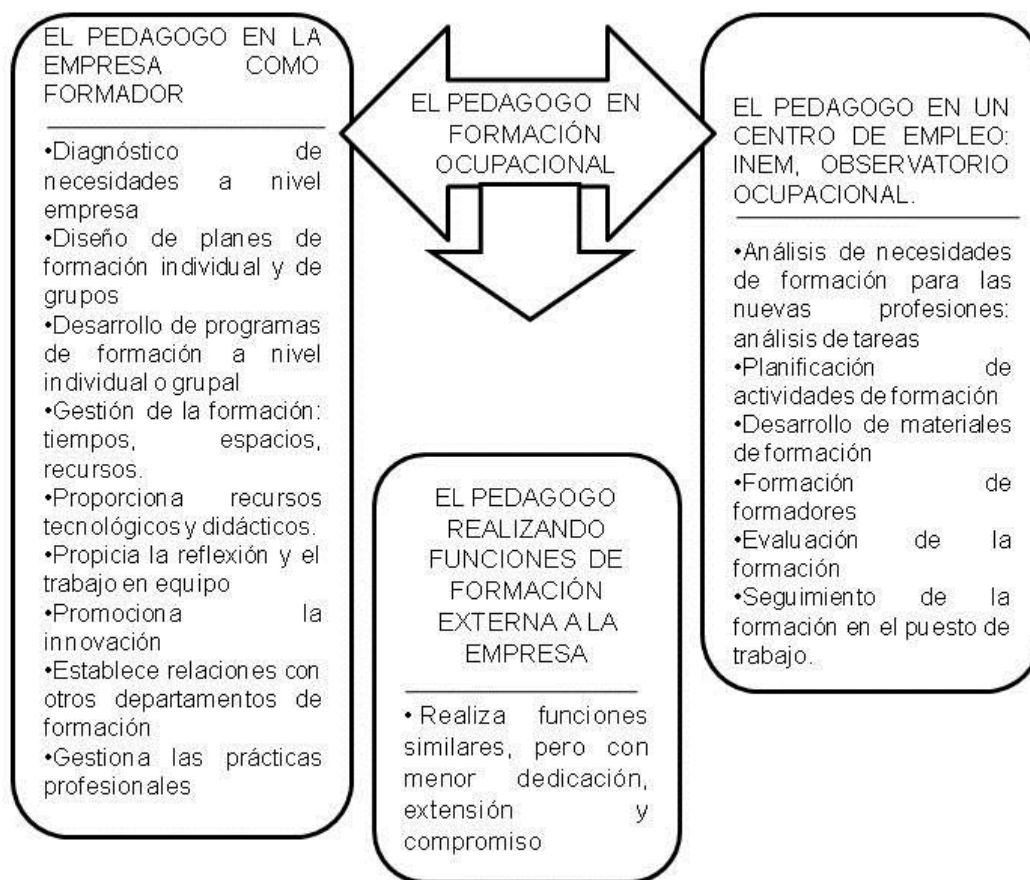 EL PEDAGOGO EN LA
EMPRESA COMO
FORMADOR
•Diagnóstico de
necesidades a nivel
empresa
•Diseño de planes de
formación individual y de
grupos
•Desarrollo de programas
de formación a nivel
individual o grupal
•Gestión de la formación:
tiempos, espacios,
recursos.
•Proporciona recursos
tecnológicos y didácticos.
•Propicia la reflexión y el
trabajo en equipo
•Promociona la
innovación
•Establece relaciones con
otros departamentos de
formación
•Gestiona las prácticas
profesionales
EL PEDAGOGO EN
FORMACIÓN
OCUPACIONAL
EL PEDAGOGO
REALIZANDO
FUNCIONES DE
FORMACIÓN
EXTERNA A LA
EMPRESA
• Realiza funciones
similares, pero con
menor dedicación,
extensión y
compromiso
EL PEDAGOGO EN UN
CENTRO DE EMPLEO:
INEM, OBSERVATORIO
OCUPACIONAL.
•Análisis de necesidades
de formación para las
nuevas profesiones:
análisis de tareas
•Planificación de
actividades de formación
•Desarrollo de materiales
de formación
•Formación de
formadores
•Evaluación de la
formación
•Seguimiento de la
formación en el puesto de
trabajo.